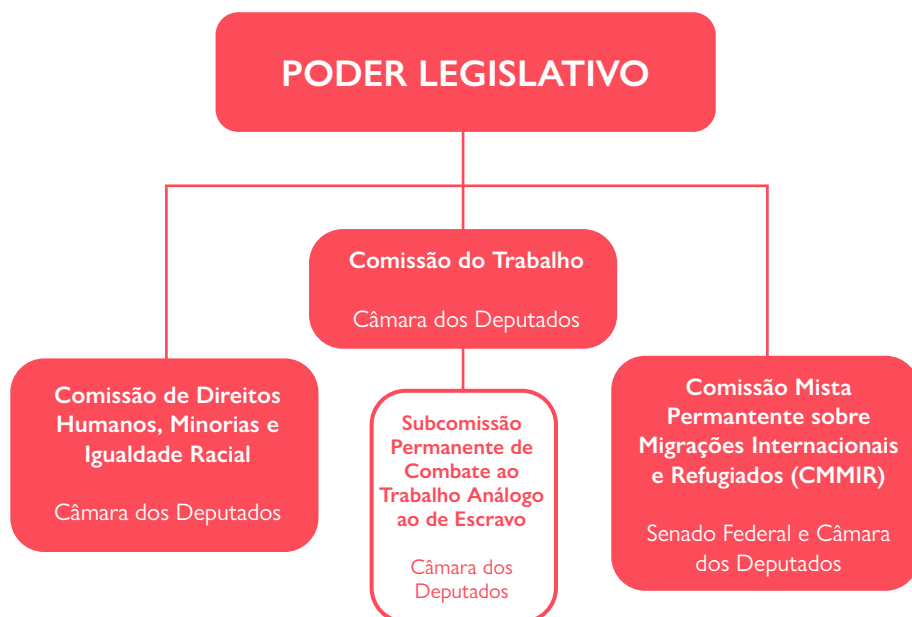 PODER LEGISLATIVO
Comissão do Trabalho
Câmara dos Deputados
Comissão de Direitos
Humanos, Minorias e
Igualdade Racial
Câmara dos Deputados
Subcomissão
Permanente de
Combate ao
Trabalho Análogo
ao de Escravo
Câmara dos
Deputados
Comissão Mista
Permantente sobre
Migrações Internacionais
e Refugiados (CMMIR)
Senado Federal e Câmara
dos Deputados